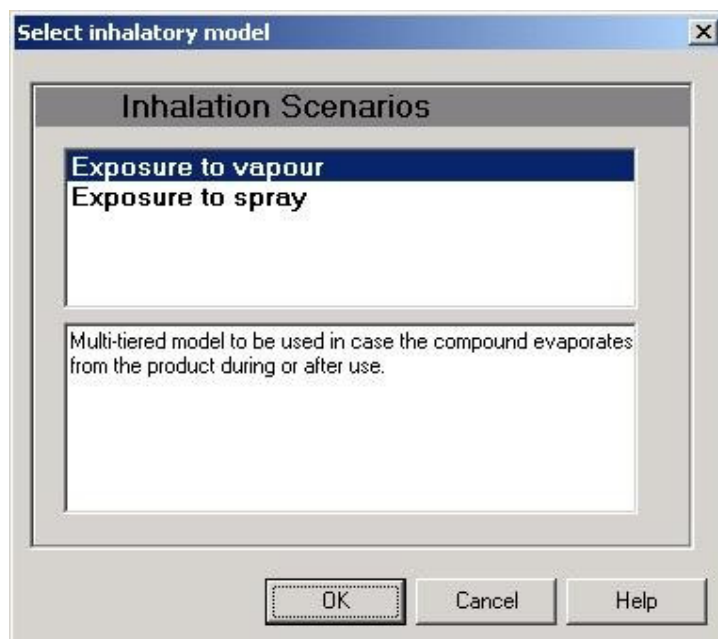 Select inhalatory model
Inhalation Scenarios
Exposure to vapour
Exposure to spray
Multi-tiered model to be used in case the compound evaporates
from the product during or after use.
OK
Cancel
Help